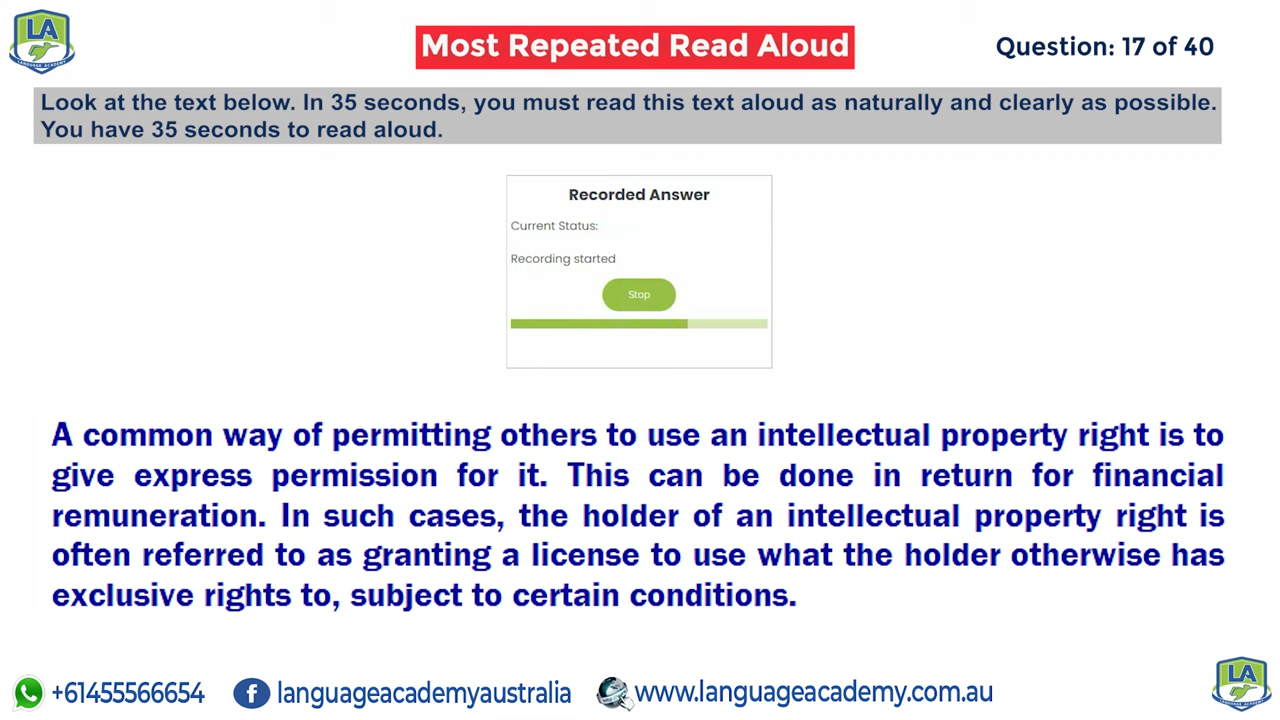 LA
LANGUAGE ACADEMY
Most Repeated Read Aloud
Question: 17 of 40
Look at the text below. In 35 seconds, you must read this text aloud as naturally and clearly as possible.
You have 35 seconds to read aloud.
Recorded Answer
Current Status:
Recording started
Stop
A common way of permitting others to use an intellectual property right is to
give express permission for it. This can be done in return for financial
remuneration. In such cases, the holder of an intellectual property right is
often referred to as granting a license to use what the holder otherwise has
exclusive rights to, subject to certain conditions.
+61455566654
languageacademyaustralia
www.languageacademy.com.au
LA
LANGUAGE ACADEMY